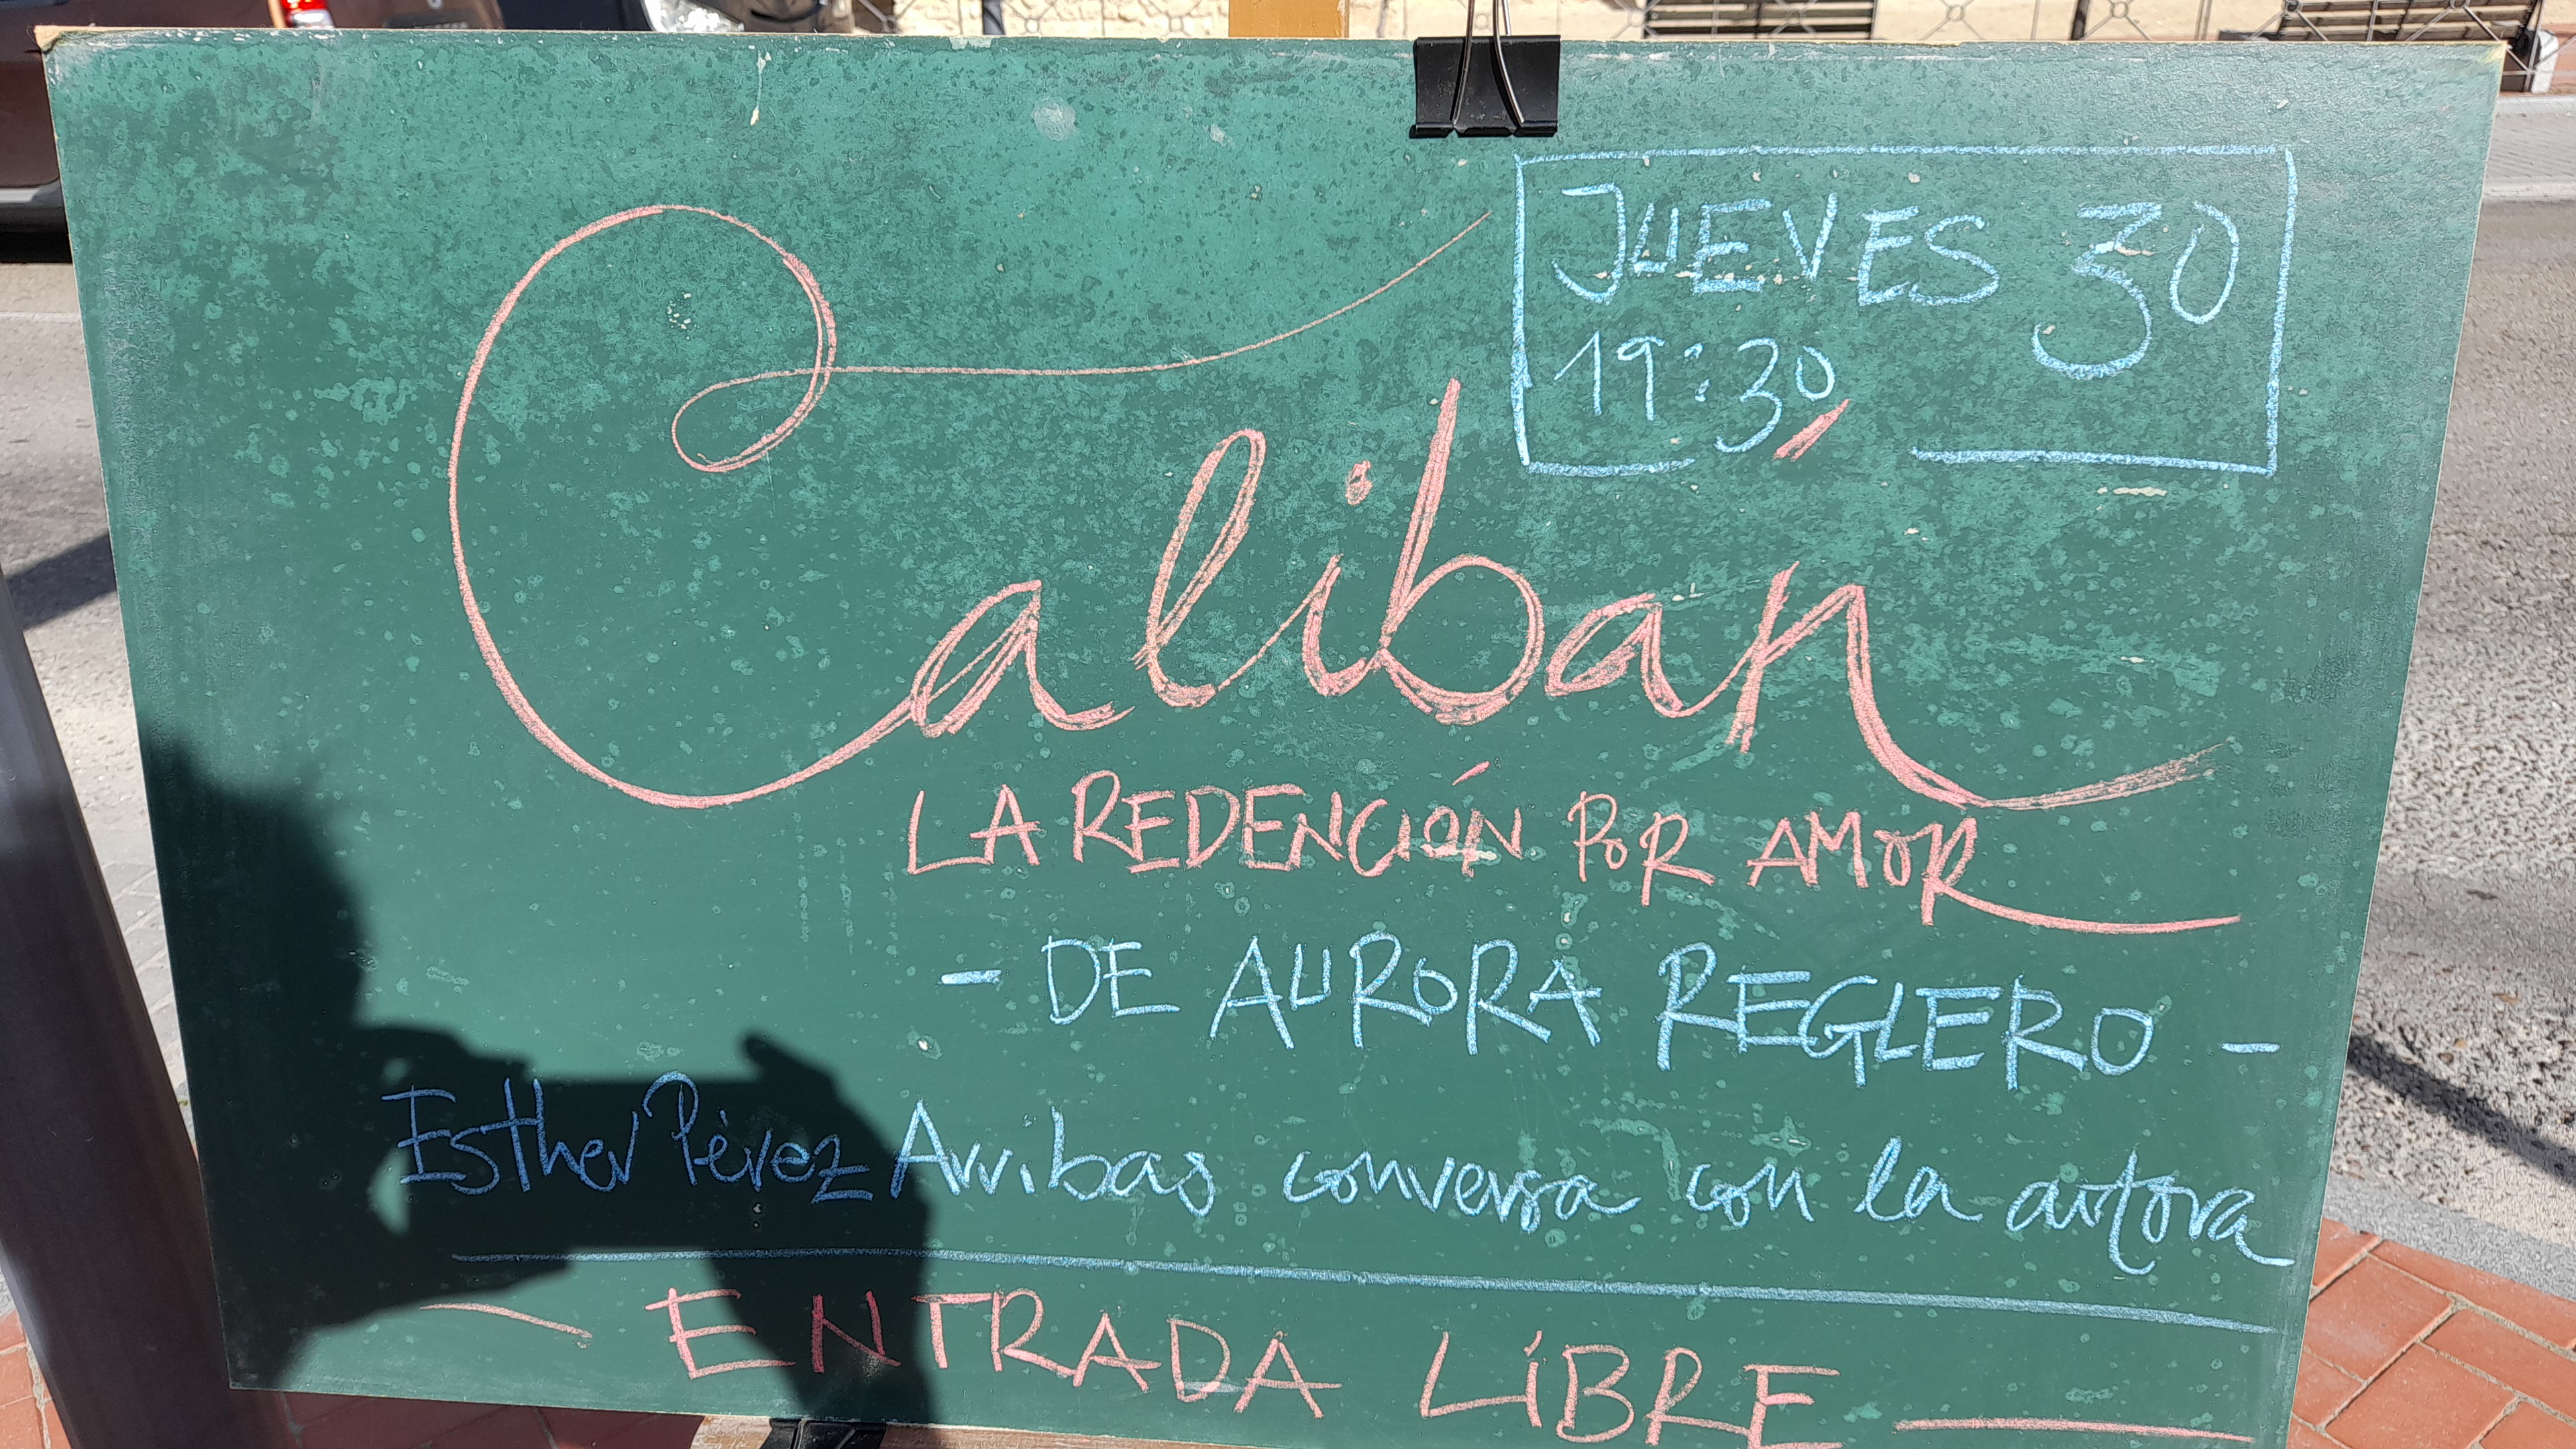 JUEVES 30
19:30
Calibán
LA REDENCIÓN POR AMOR
- DE AURORA REGLERO -
Esther Pérez Arribas conversa con la autora
- ENTRADA LIBRE -